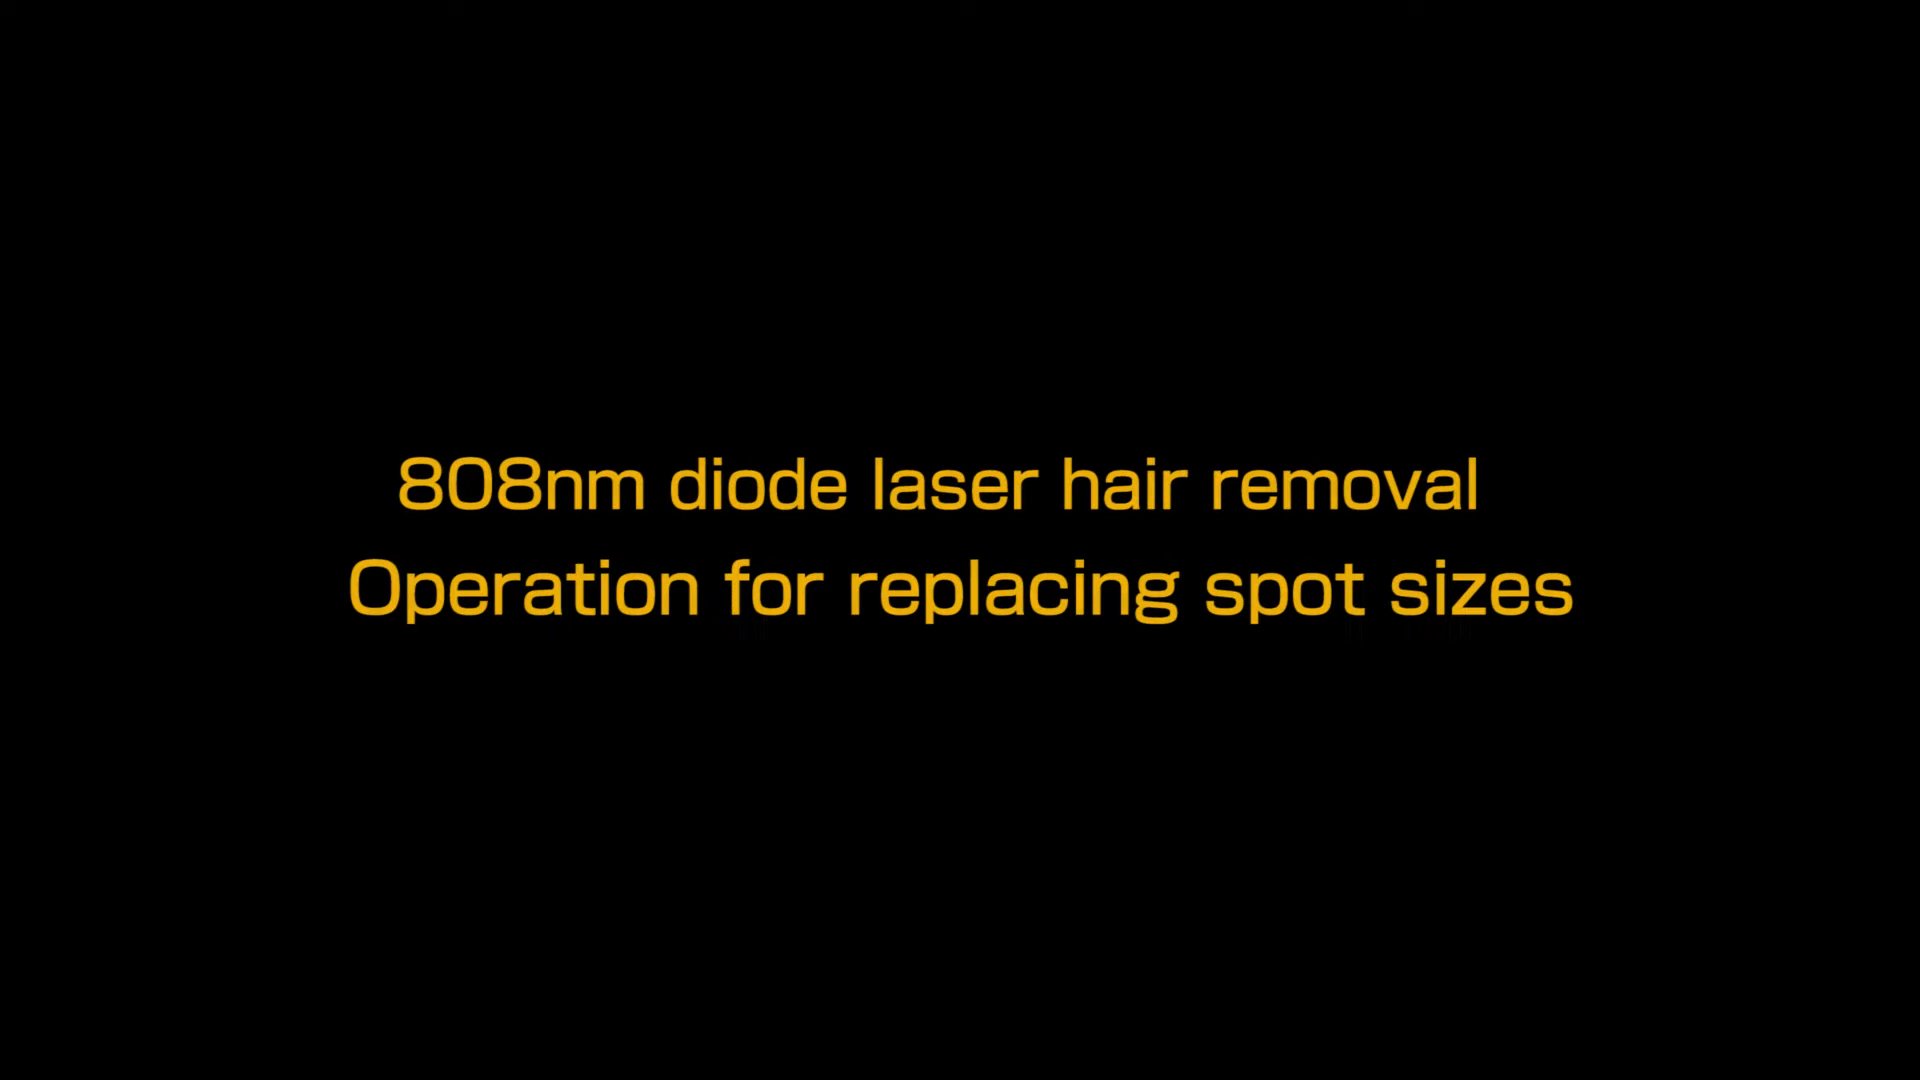 808nm diode laser hair removal
Operation for replacing spot sizes